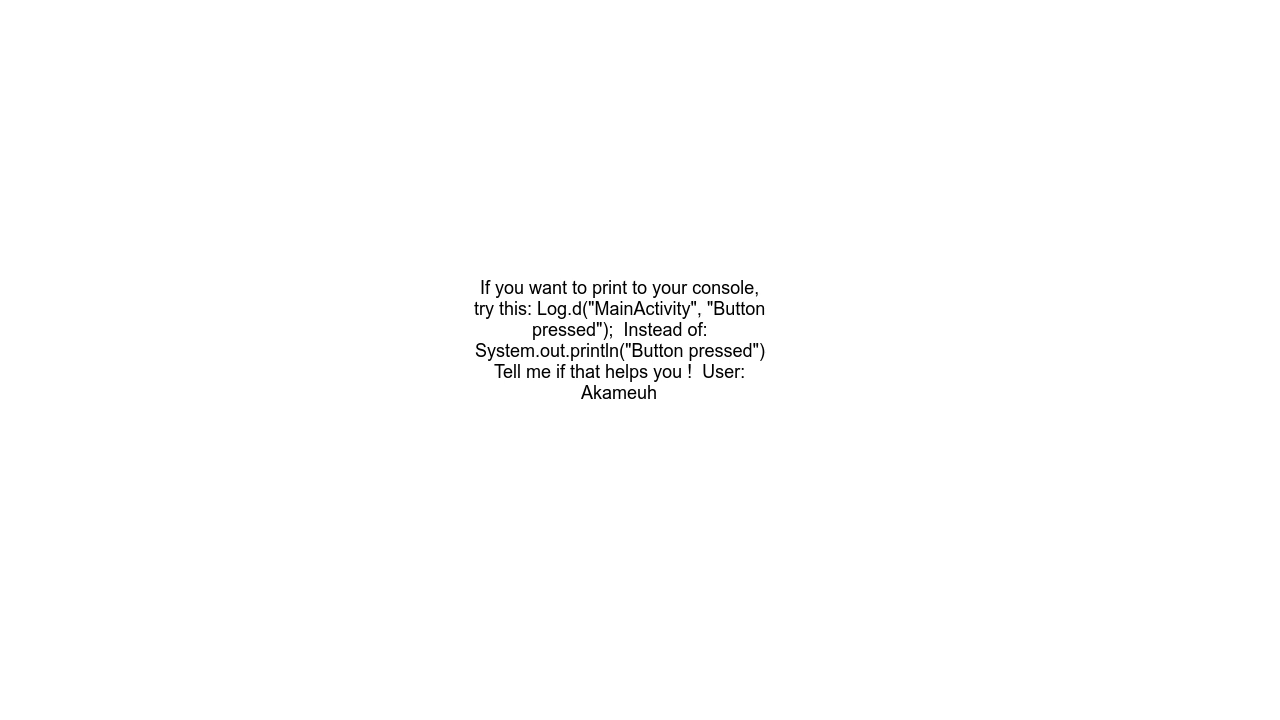 If you want to print to your console,
try this: Log.d("MainActivity", "Button
pressed");  Instead of:
System.out.println("Button pressed")
Tell me if that helps you !  User:
Akameuh